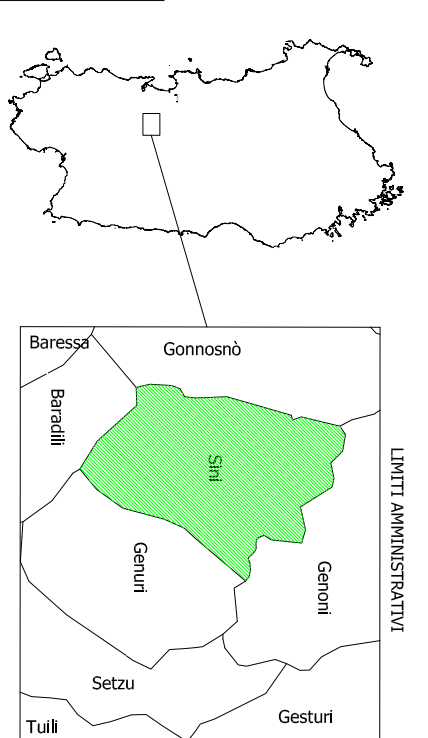 Baressa
Gonnosnò
Baradili
Sini
LIMITI AMMINISTRATIVI
Genuri
Genoni
Setzu
Gesturi
Tuili